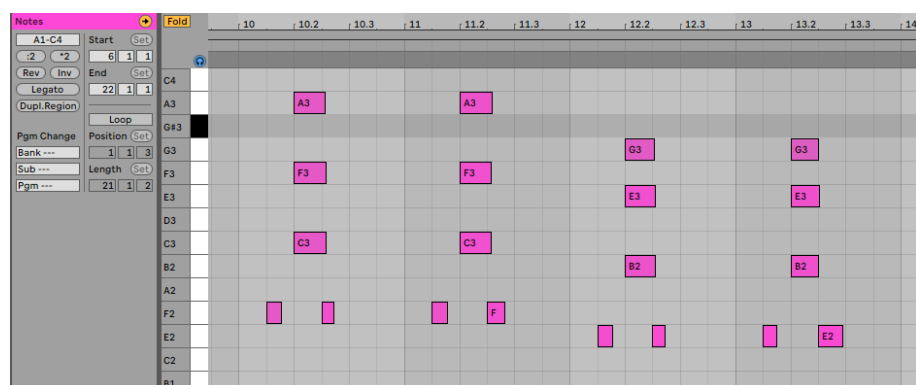 Notes
A1-C4 Start Set
:2 *2 6 1 1
Rev Inv End Set
Legato 22 1 1
Dupl.Region
Loop
Pgm Change Position Set
Bank --- 1 1 3
Sub --- Length Set
Pgm --- 21 1 2
Fold 10 10.2 10.3 11 11.2 11.3 12 12.2 12.3 13 13.2 13.3 14
C4
A3 A3 A3
G#3
G3 G3 G3
F3 F3 F3
E3 E3 E3
D3
C3 C3 C3
B2 B2 B2
A2
F2 F
E2 E2
C2
B1